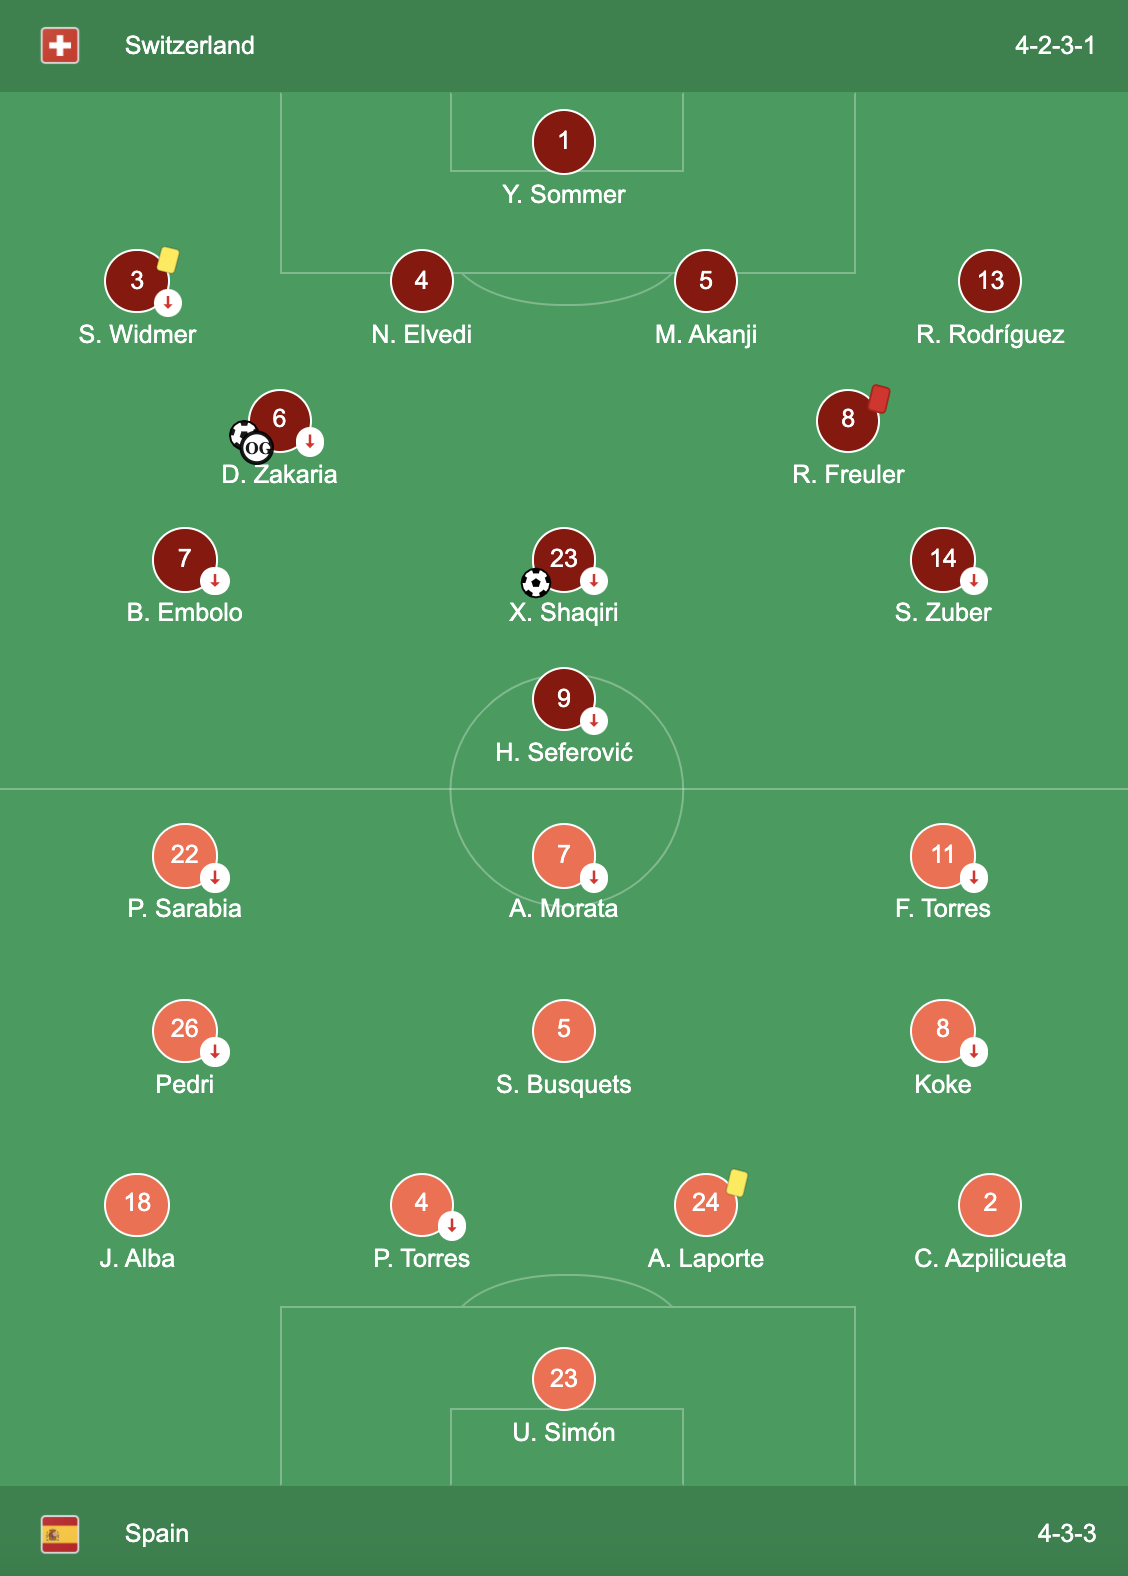 Switzerland 4-2-3-1
1
Y. Sommer
3 4 5 13
S. Widmer N. Elvedi M. Akanji R. Rodríguez
6 8
OG
D. Zakaria R. Freuler
7 23 14
B. Embolo X. Shaqiri S. Zuber
9
H. Seferović
22 7 11
P. Sarabia A. Morata F. Torres
26 5 8
Pedri S. Busquets Koke
18 4 24 2
J. Alba P. Torres A. Laporte C. Azpilicueta
23
U. Simón
Spain 4-3-3